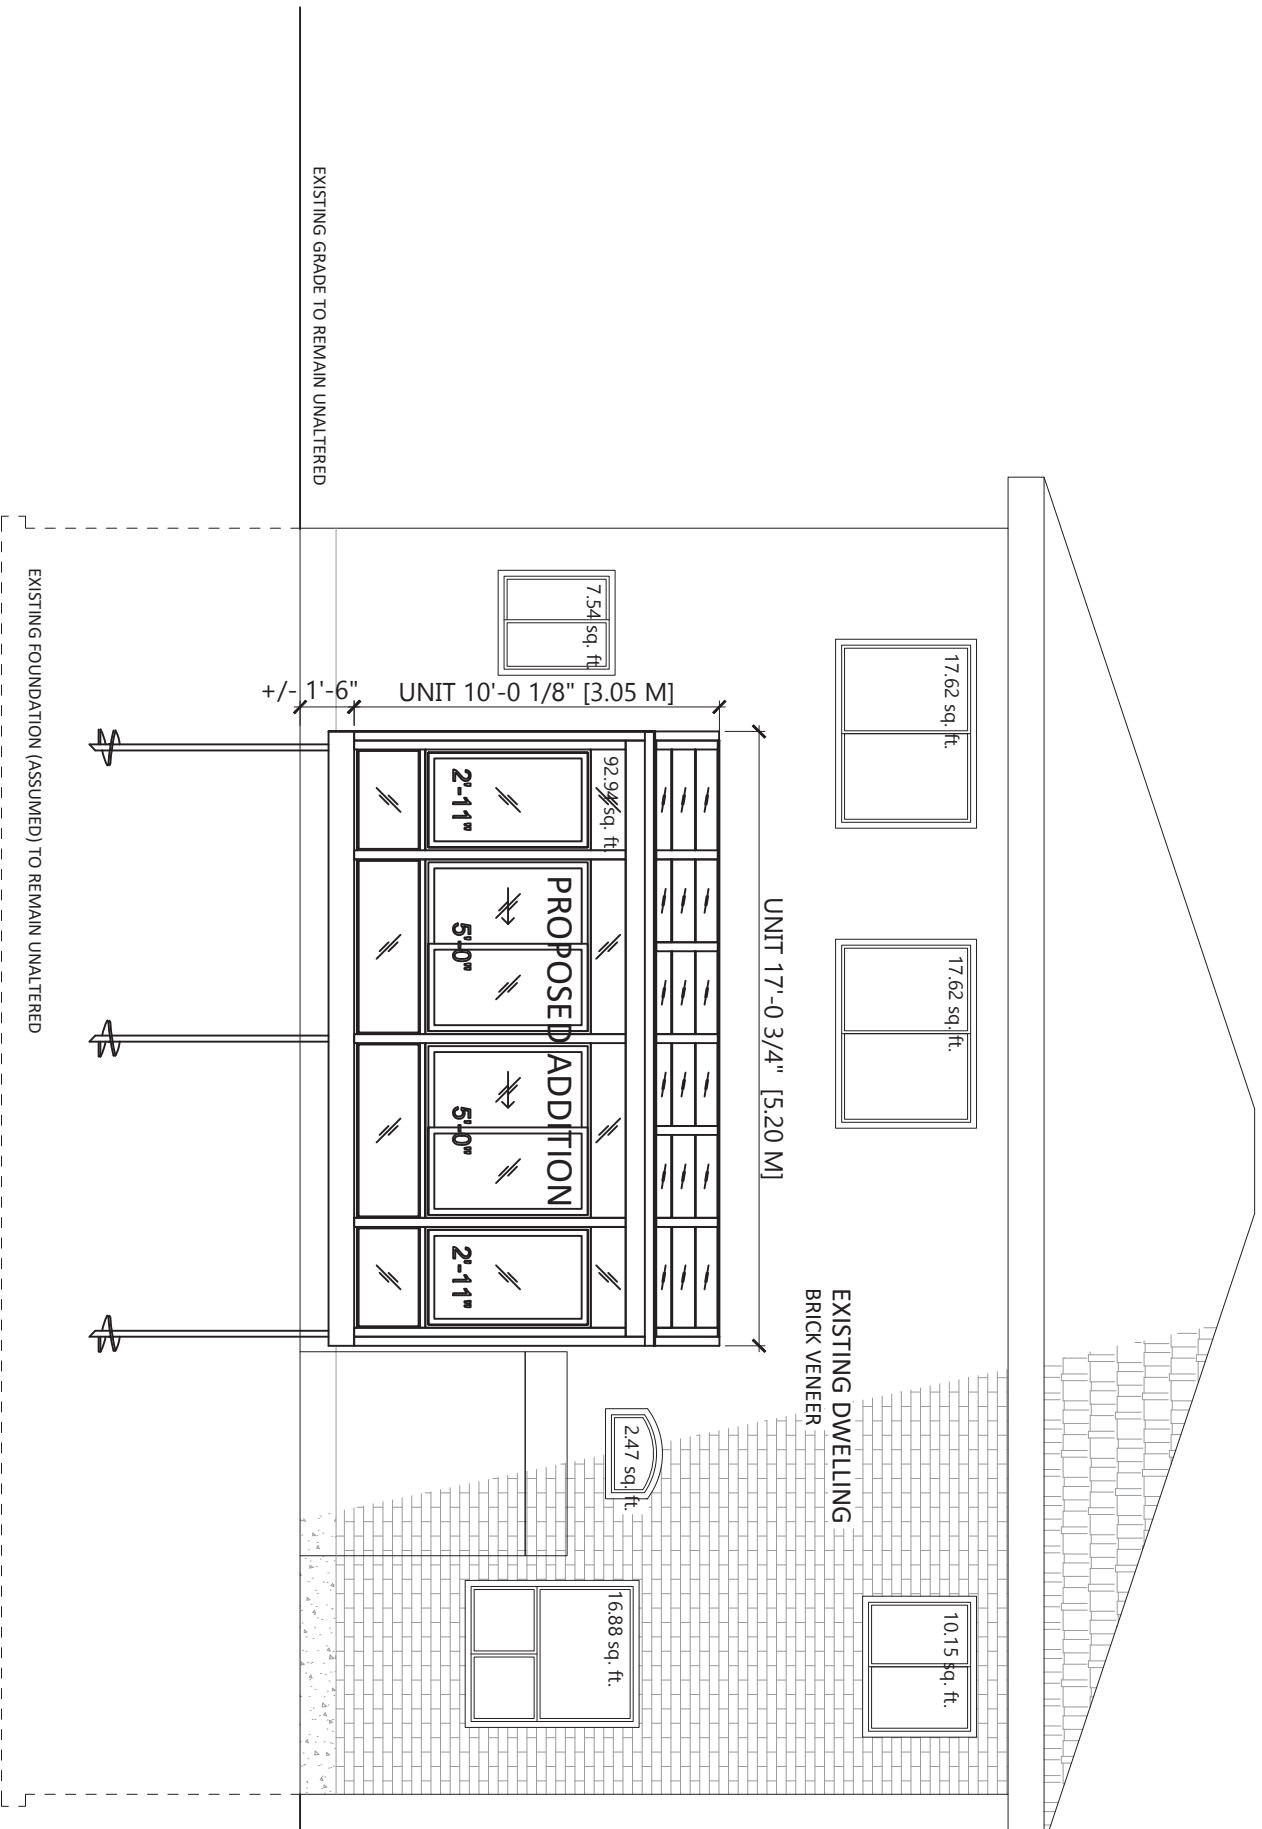 17.62 sq. ft.
17.62 sq. ft.
10.15 sq. ft.
EXISTING DWELLING
BRICK VENEER
UNIT 17'-0 3/4" [5.20 M]
UNIT 10'-0 1/8" [3.05 M]
+/- 1'-6"
7.54 sq. ft.
92.94 sq. ft.
2.47 sq. ft.
16.88 sq. ft.
PROPOSED ADDITION
2'-11"
5'-0"
5'-0"
2'-11"
EXISTING GRADE TO REMAIN UNALTERED
EXISTING FOUNDATION (ASSUMED) TO REMAIN UNALTERED